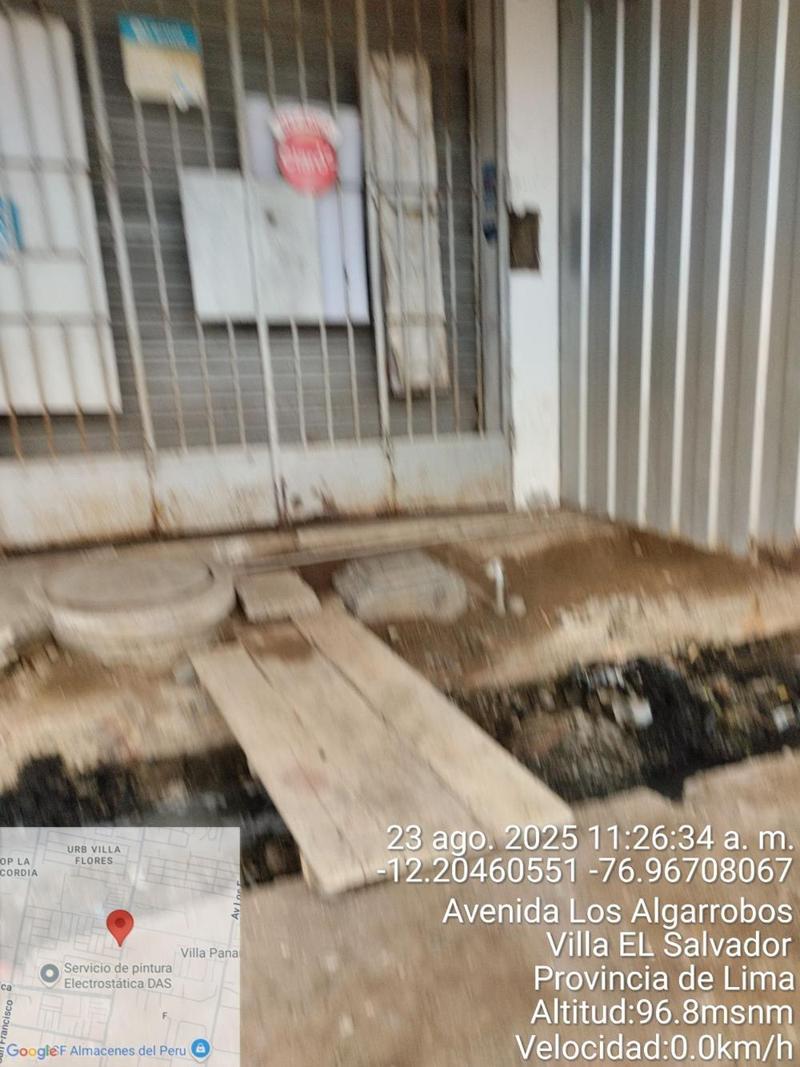 23 ago. 2025 11:26:34 a. m.
-12.20460551 -76.96708067
Avenida Los Algarrobos
Villa EL Salvador
Provincia de Lima
Altitud:96.8msnm
Velocidad:0.0km/h
URB VILLA
FLORES
OP LA
CORDIA
Villa Pana
Servicio de pintura
Electrostática DAS
F.
Google
SF Almacenes del Peru